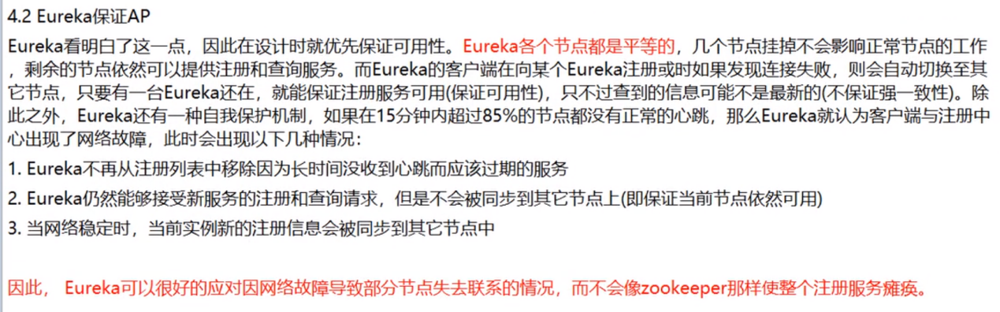 4.2 Eureka保证AP
Eureka看明白了这一点，因此在设计时就优先保证可用性。Eureka各个节点都是平等的，几个节点挂掉不会影响正常节点的工作
，剩余的节点依然可以提供注册和查询服务。而Eureka的客户端在向某个Eureka注册或时如果发现连接失败，则会自动切换至其
它节点，只要有一台Eureka还在，就能保证注册服务可用(保证可用性)，只不过查到的信息可能不是最新的(不保证强一致性)。除
此之外，Eureka还有一种自我保护机制，如果在15分钟内超过85%的节点都没有正常的心跳，那么Eureka就认为客户端与注册中
心出现了网络故障，此时会出现以下几种情况：
1. Eureka不再从注册列表中移除因为长时间没收到心跳而应该过期的服务
2. Eureka仍然能够接受新服务的注册和查询请求，但是不会被同步到其它节点上(即保证当前节点依然可用)
3. 当网络稳定时，当前实例新的注册信息会被同步到其它节点中
因此， Eureka可以很好的应对因网络故障导致部分节点失去联系的情况，而不会像zookeeper那样使整个注册服务瘫痪。